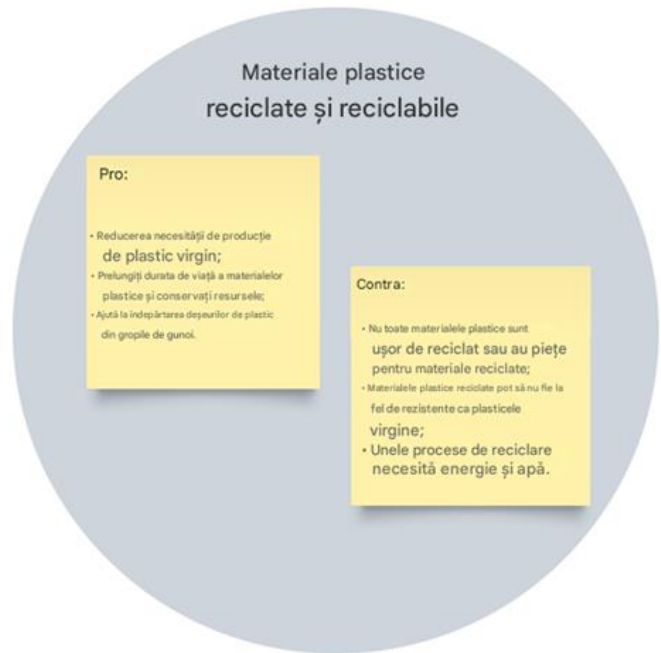 Materiale plastice
reciclate și reciclabile
Pro:
• Reducerea necesității de producție
de plastic virgin;
• Prelungiți durata de viață a materialelor
plastice și conservați resursele;
• Ajută la îndepărtarea deșeurilor de plastic
din gropile de gunoi.
Contra:
• Nu toate materialele plastice sunt
ușor de reciclat sau au piețe
pentru materiale reciclate;
• Materialele plastice reciclate pot să nu fie la
fel de rezistente ca plasticele
virgine;
• Unele procese de reciclare
necesită energie și apă.